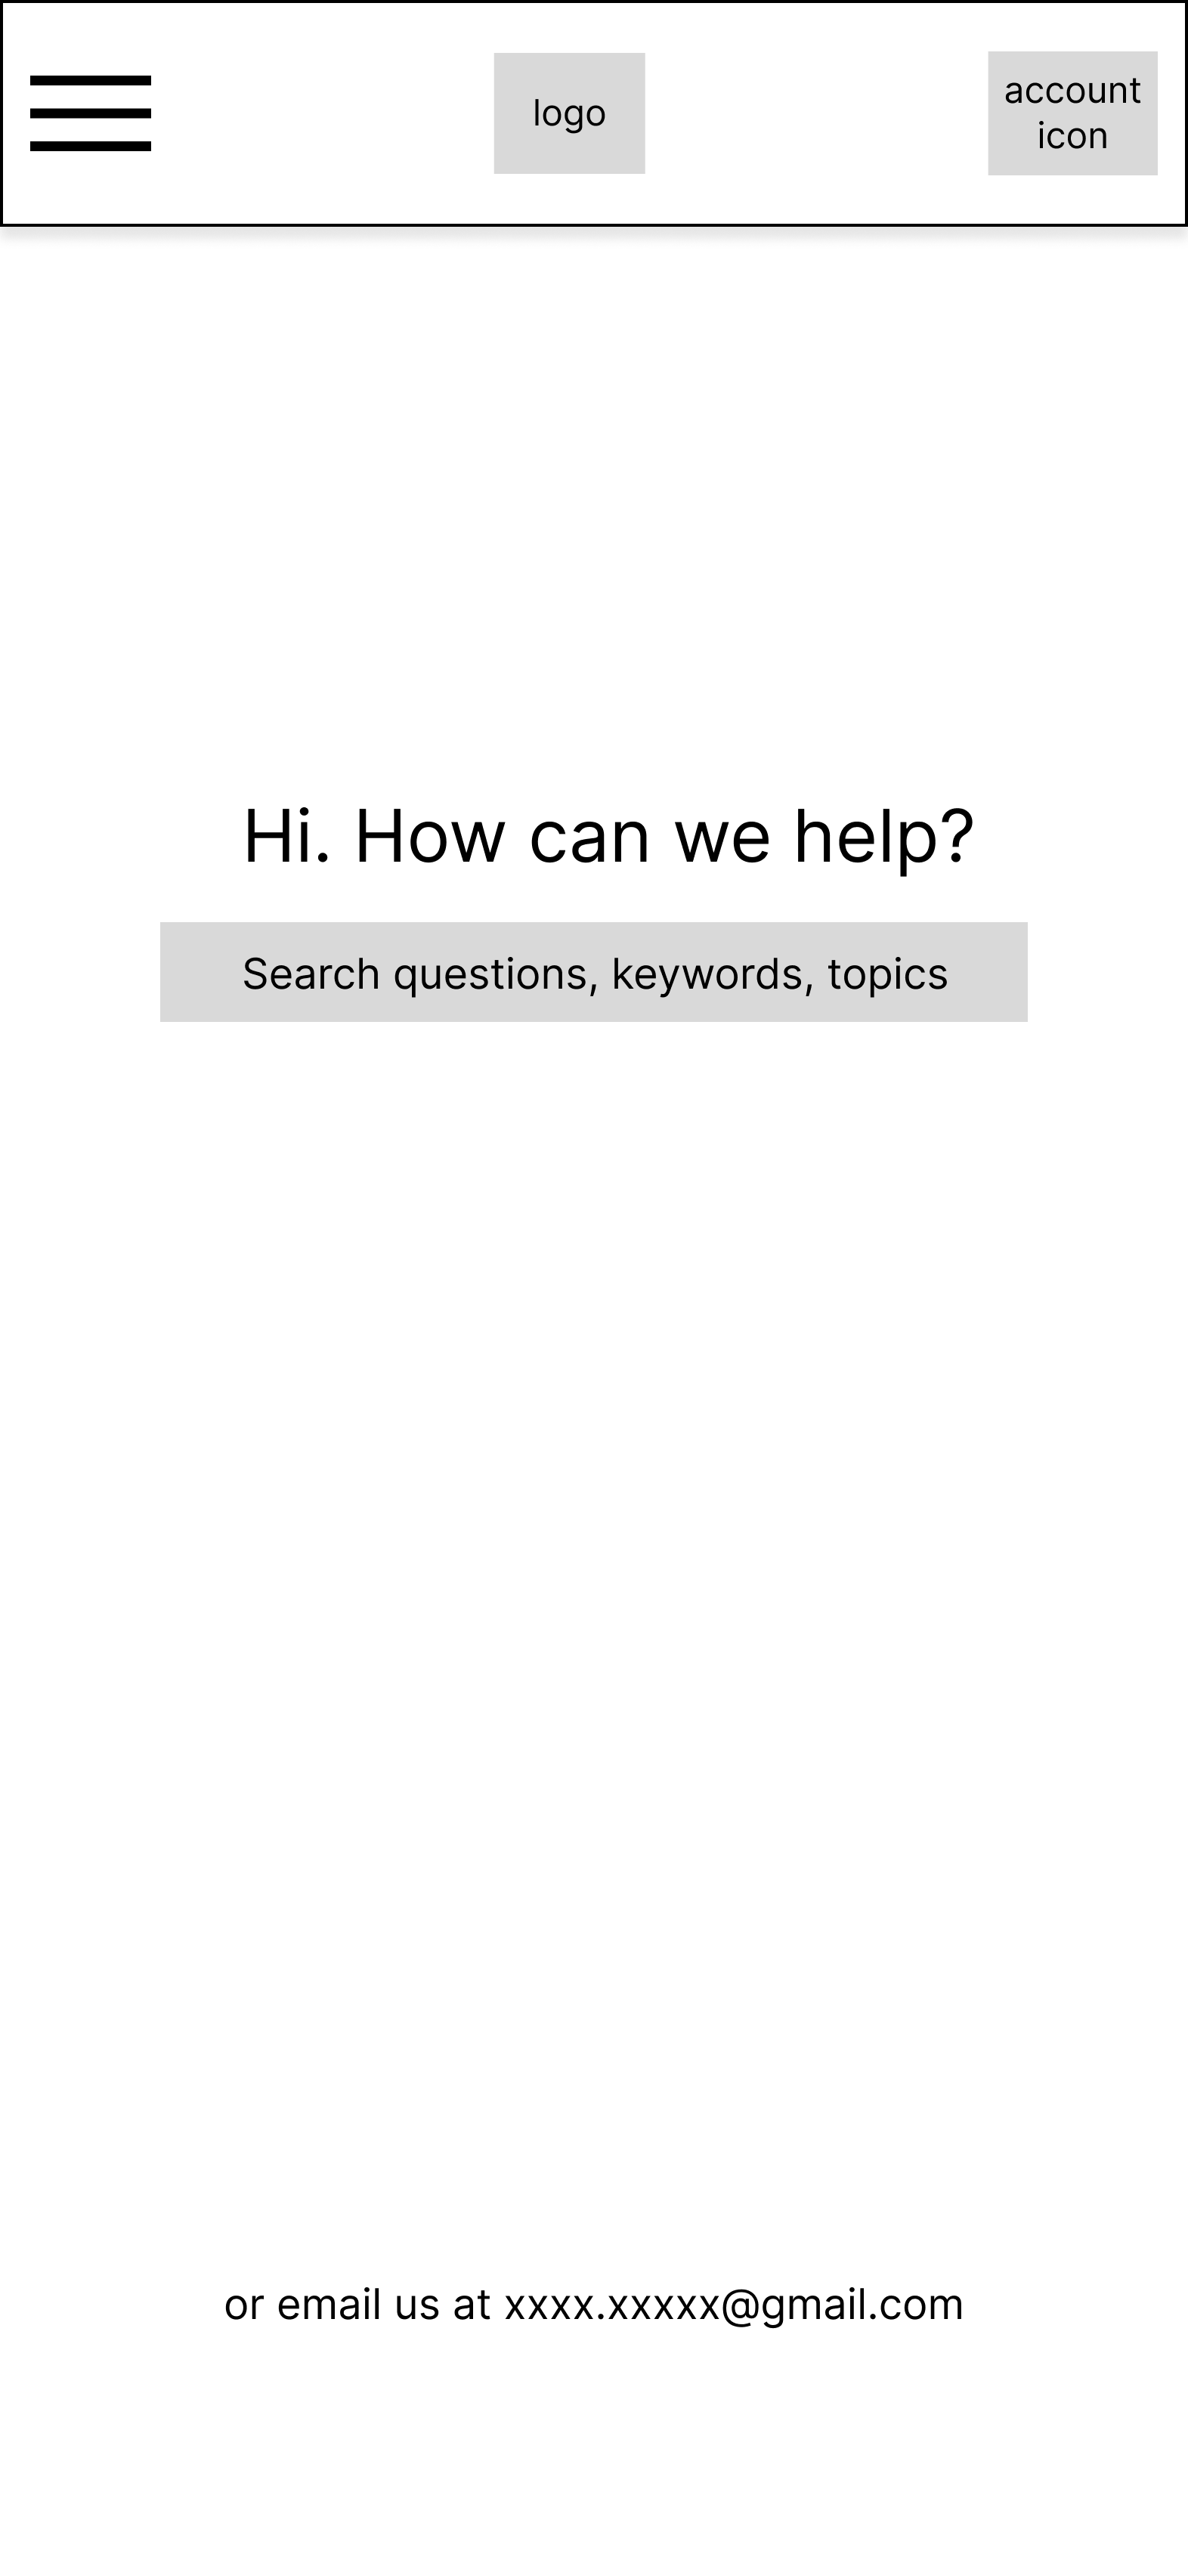 logo
account
icon
Hi. How can we help?
Search questions, keywords, topics
or email us at xxxx.xxxxx@gmail.com